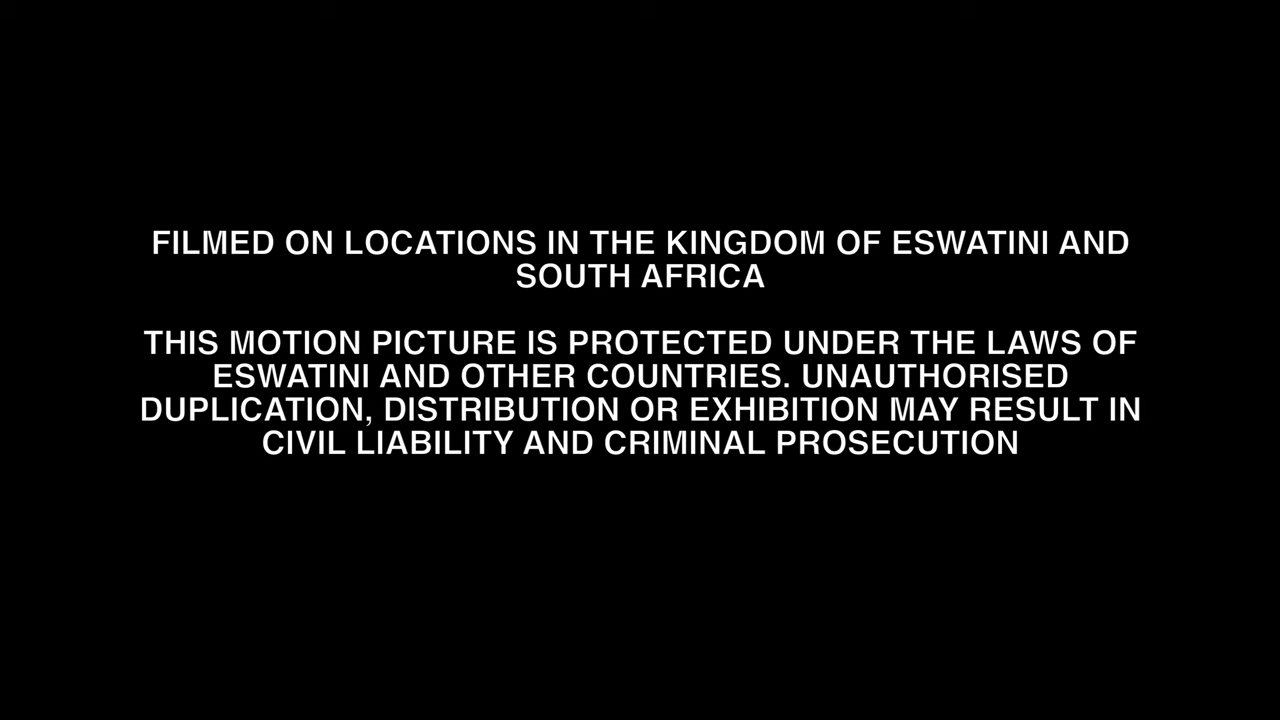 FILMED ON LOCATIONS IN THE KINGDOM OF ESWATINI AND
SOUTH AFRICA
THIS MOTION PICTURE IS PROTECTED UNDER THE LAWS OF
ESWATINI AND OTHER COUNTRIES. UNAUTHORISED
DUPLICATION, DISTRIBUTION OR EXHIBITION MAY RESULT IN
CIVIL LIABILITY AND CRIMINAL PROSECUTION